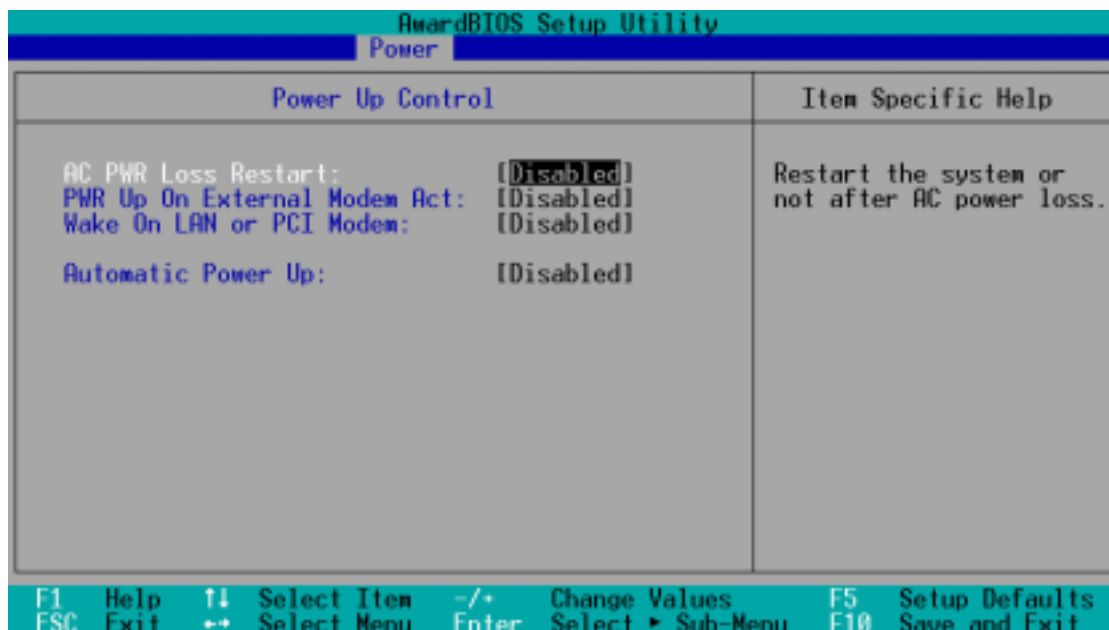 AwardBIOS Setup Utility
Power
Power Up Control
Item Specific Help
AC PWR Loss Restart: [Disabled]
PWR Up On External Modem Act: [Disabled]
Wake On LAN or PCI Modem: [Disabled]
Automatic Power Up: [Disabled]
Restart the system or
not after AC power loss.
F1 Help ↑↓ Select Item -/+ Change Values F5 Setup Defaults
ESC Exit ←→ Select Menu Enter Select ► Sub-Menu F10 Save and Exit